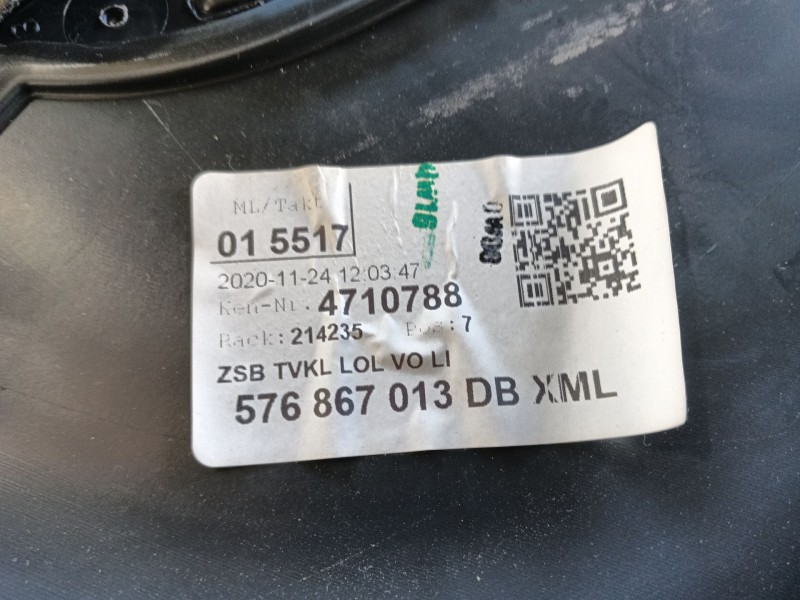 ML/Takt
01 5517
2020-11-24 12:03:47
Ken-Nr: 4710788
Rack: 214235 Pos: 7
ZSB TVKL LOL VO LI
576 867 013 DB XML